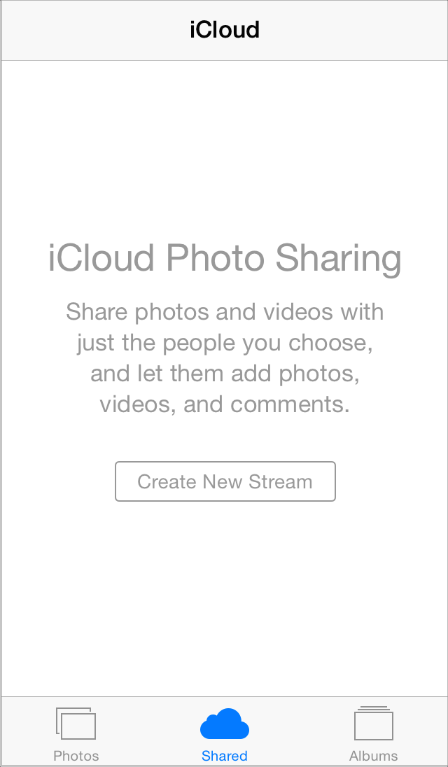 iCloud
iCloud Photo Sharing
Share photos and videos with
just the people you choose,
and let them add photos,
videos, and comments.
Create New Stream
Photos
Shared
Albums